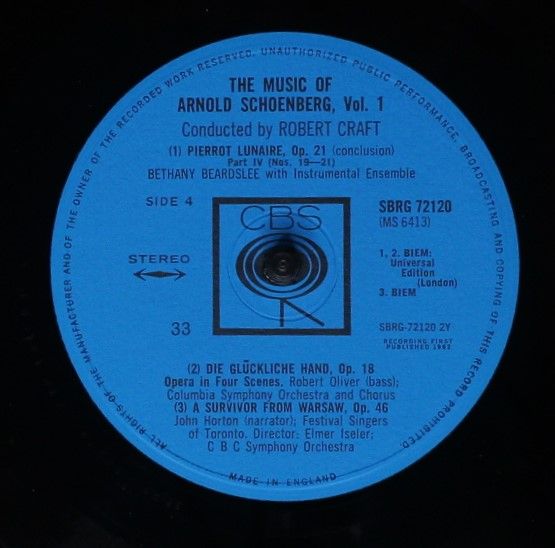 ALL RIGHTS OF THE MANUFACTURER AND OF THE OWNER OF THE RECORDED WORK RESERVED. UNAUTHORIZED PUBLIC PERFORMANCE, BROADCASTING AND COPYING OF THIS RECORD PROHIBITED.
THE MUSIC OF
ARNOLD SCHOENBERG, Vol. 1
Conducted by ROBERT CRAFT
(1) PIERROT LUNAIRE, Op. 21 (conclusion)
Part IV (Nos. 19—21)
BETHANY BEARDSLEE with Instrumental Ensemble
SIDE 4
CBS
SBRG 72120
(MS 6413)
STEREO
1, 2. BIEM:
Universal
Edition
(London)
3. BIEM
33
SBRG-72120 2Y
RECORDING FIRST
PUBLISHED 1962
(2) DIE GLÜCKLICHE HAND, Op. 18
Opera in Four Scenes, Robert Oliver (bass);
Columbia Symphony Orchestra and Chorus
(3) A SURVIVOR FROM WARSAW, Op. 46
John Horton (narrator); Festival Singers
of Toronto. Director: Elmer Iseler;
C B C Symphony Orchestra
MADE IN ENGLAND